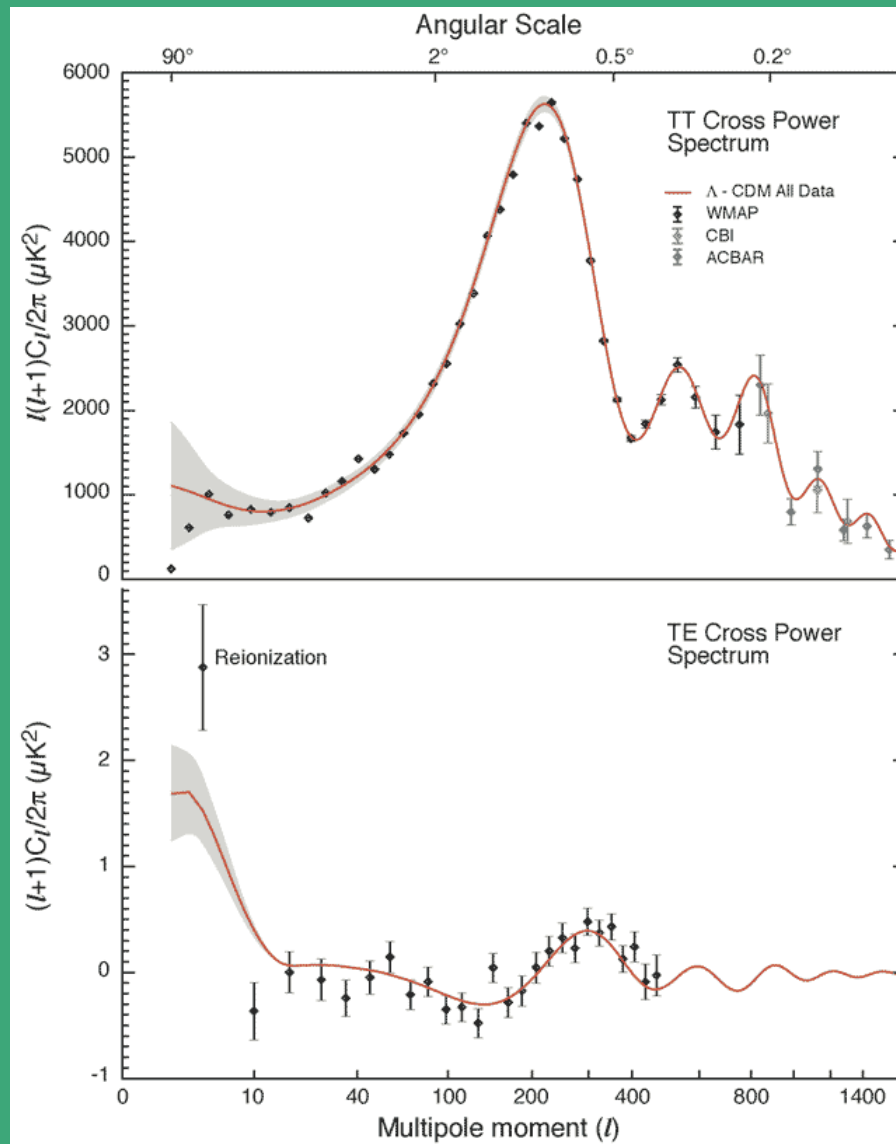 Angular Scale
90° 2° 0.5° 0.2°
6000
5000
4000
3000
2000
1000
0
l(l+1)Cl/2π (µK²)
TT Cross Power
Spectrum
Λ - CDM All Data
WMAP
CBI
ACBAR
3
2
1
0
-1
(l+1)Cl/2π (µK²)
Reionization
TE Cross Power
Spectrum
0 10 40 100 200 400 800 1400
Multipole moment (l)